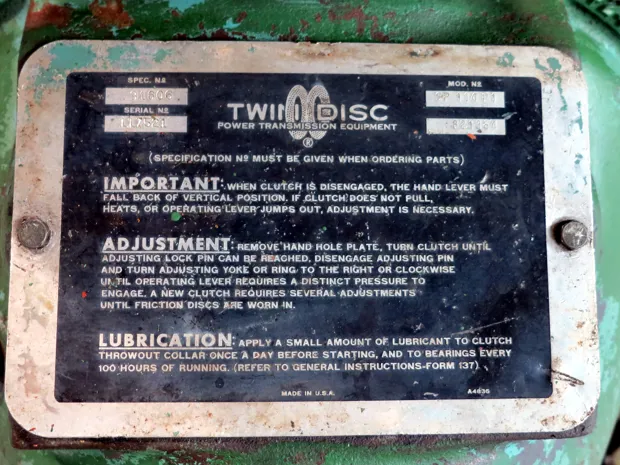 SPEC. Nº
MOD. Nº
SERIAL Nº
TWIN DISC
POWER TRANSMISSION EQUIPMENT
®
(SPECIFICATION Nº MUST BE GIVEN WHEN ORDERING PARTS)
IMPORTANT: WHEN CLUTCH IS DISENGAGED, THE HAND LEVER MUST
FALL BACK OF VERTICAL POSITION. IF CLUTCH DOES NOT PULL,
HEATS, OR OPERATING LEVER JUMPS OUT, ADJUSTMENT IS NECESSARY.
ADJUSTMENT: REMOVE HAND HOLE PLATE, TURN CLUTCH UNTIL
ADJUSTING LOCK PIN CAN BE REACHED. DISENGAGE ADJUSTING PIN
AND TURN ADJUSTING YOKE OR RING TO THE RIGHT OR CLOCKWISE
UNTIL OPERATING LEVER REQUIRES A DISTINCT PRESSURE TO
ENGAGE. A NEW CLUTCH REQUIRES SEVERAL ADJUSTMENTS
UNTIL FRICTION DISCS ARE WORN IN.
LUBRICATION: APPLY A SMALL AMOUNT OF LUBRICANT TO CLUTCH
THROWOUT COLLAR ONCE A DAY BEFORE STARTING, AND TO BEARINGS EVERY
100 HOURS OF RUNNING. (REFER TO GENERAL INSTRUCTIONS-FORM 137).
MADE IN U.S.A. A4636